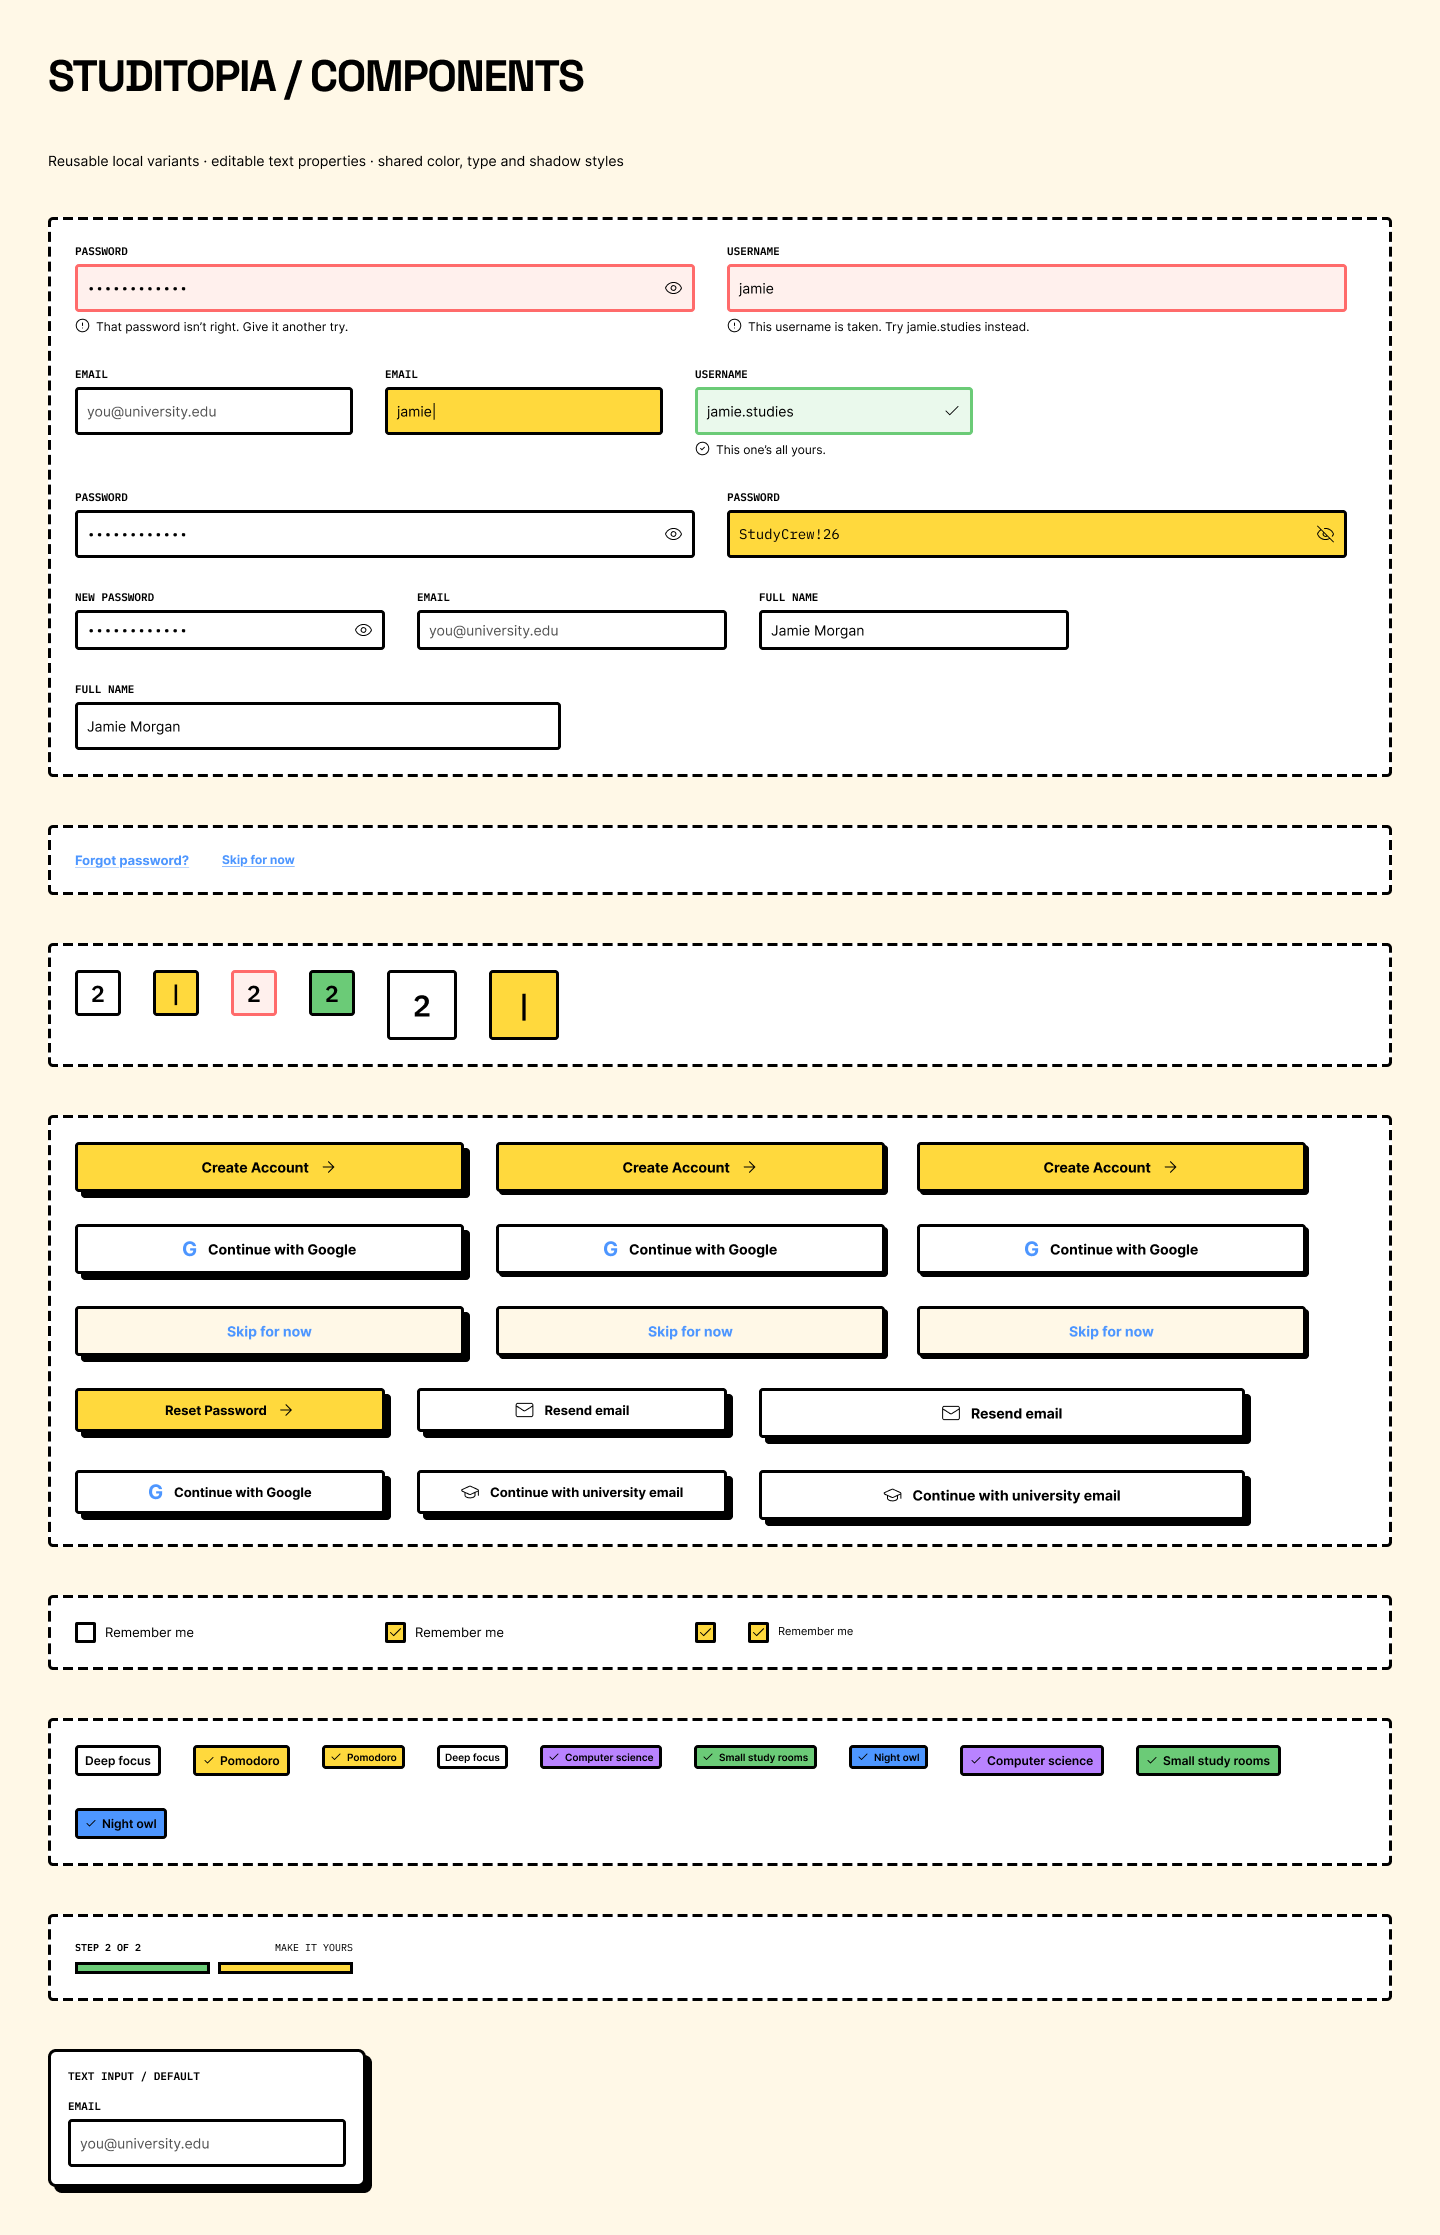 STUDITOPIA / COMPONENTS
Reusable local variants · editable text properties · shared color, type and shadow styles
PASSWORD USERNAME
•••••••••••• jamie
That password isn’t right. Give it another try. This username is taken. Try jamie.studies instead.
EMAIL EMAIL USERNAME
you@university.edu jamie| jamie.studies
This one’s all yours.
PASSWORD PASSWORD
•••••••••••• StudyCrew!26
NEW PASSWORD EMAIL FULL NAME
•••••••••••• you@university.edu Jamie Morgan
FULL NAME
Jamie Morgan
Forgot password? Skip for now
2 | 2 2 2 |
Create Account → Create Account → Create Account →
G Continue with Google G Continue with Google G Continue with Google
Skip for now Skip for now Skip for now
Reset Password → Resend email Resend email
G Continue with Google Continue with university email Continue with university email
Remember me Remember me Remember me
Deep focus Pomodoro Pomodoro Deep focus Computer science Small study rooms Night owl Computer science Small study rooms
Night owl
STEP 2 OF 2 MAKE IT YOURS
TEXT INPUT / DEFAULT
EMAIL
you@university.edu